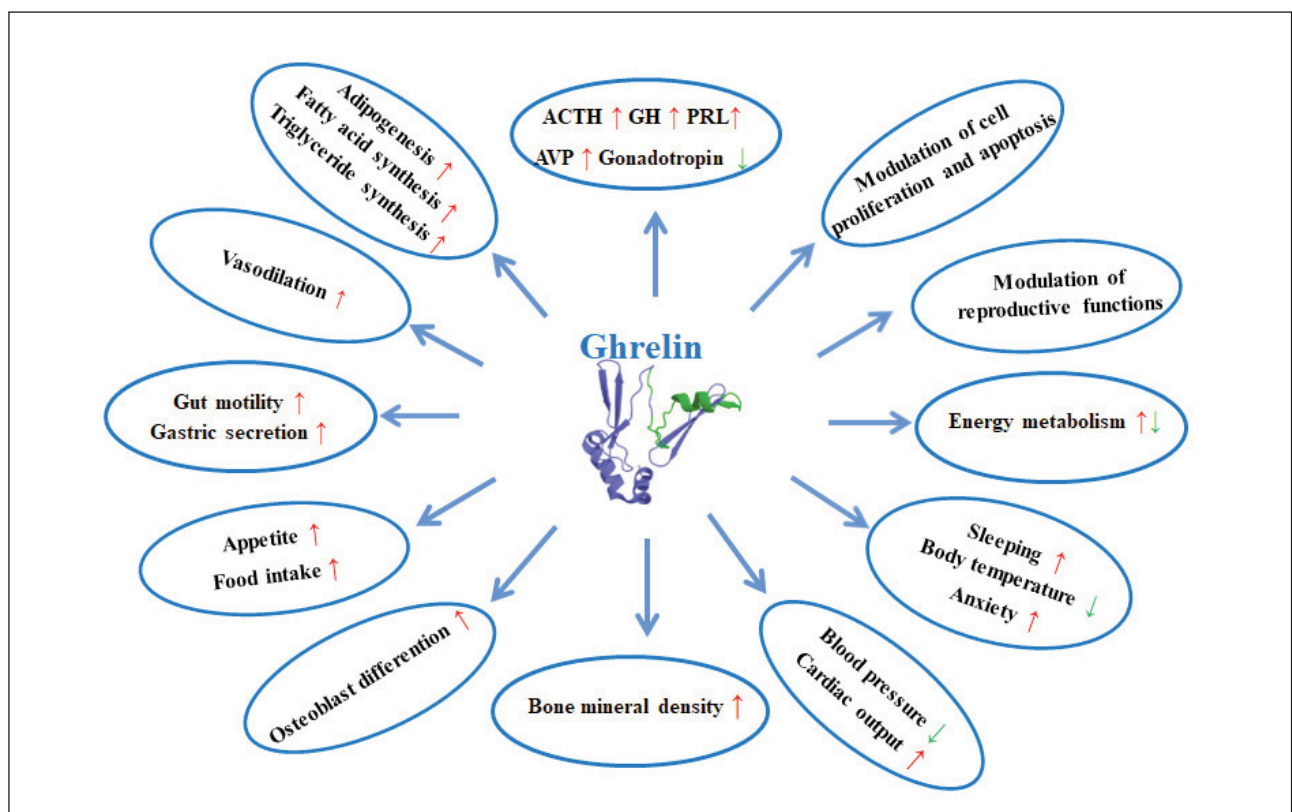 ACTH ↑ GH ↑ PRL ↑
AVP ↑ Gonadotropin ↓
Modulation of cell
proliferation and apoptosis
Modulation of
reproductive functions
Energy metabolism ↑↓
Sleeping ↑
Body temperature ↓
Anxiety ↑
Blood pressure ↓
Cardiac output ↑
Bone mineral density ↑
Osteoblast differention ↑
Appetite ↑
Food intake ↑
Gut motility ↑
Gastric secretion ↑
Vasodilation ↑
Adipogenesis ↑
Fatty acid synthesis ↑
Triglyceride synthesis ↑
Ghrelin